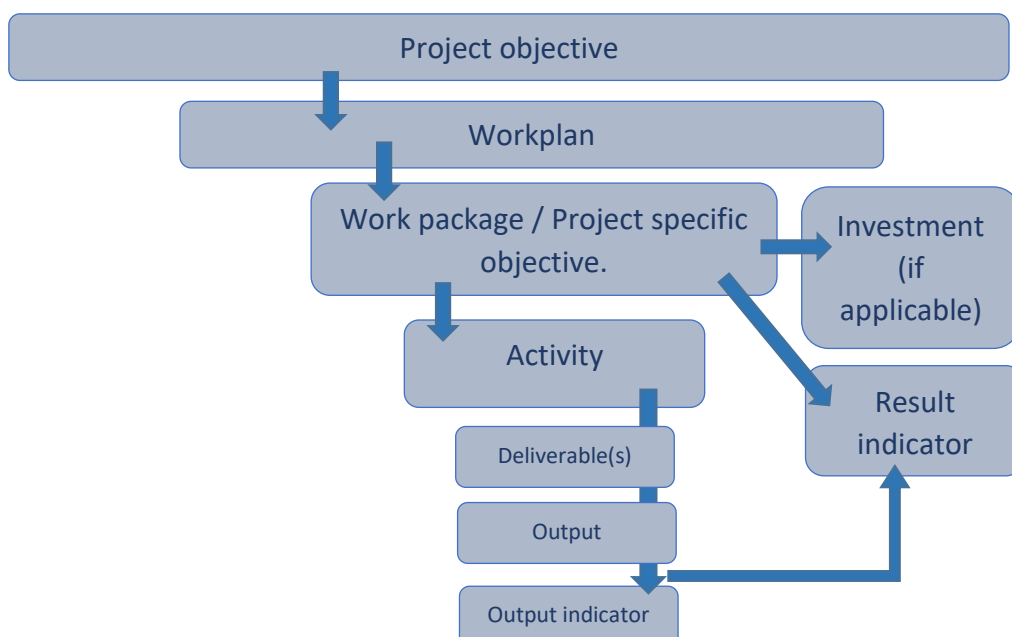 Project objective
Workplan
Work package / Project specific
objective.
Investment
(if
applicable)
Activity
Result
indicator
Deliverable(s)
Output
Output indicator